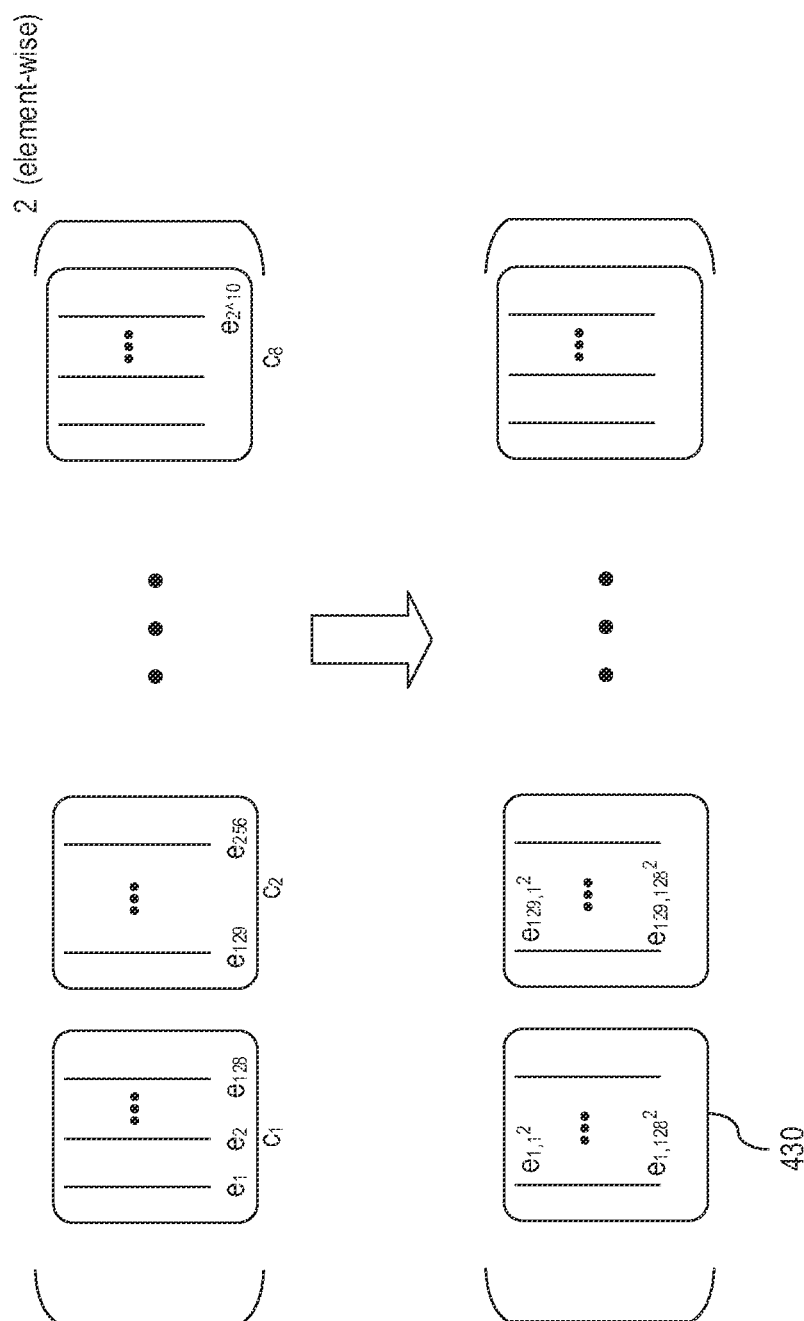 2 (element-wise)
e1 e2 e128
C1
e129 e256
C2
e2^10
C8
e1,1²
e1,128²
e129,1²
e129,128²
430